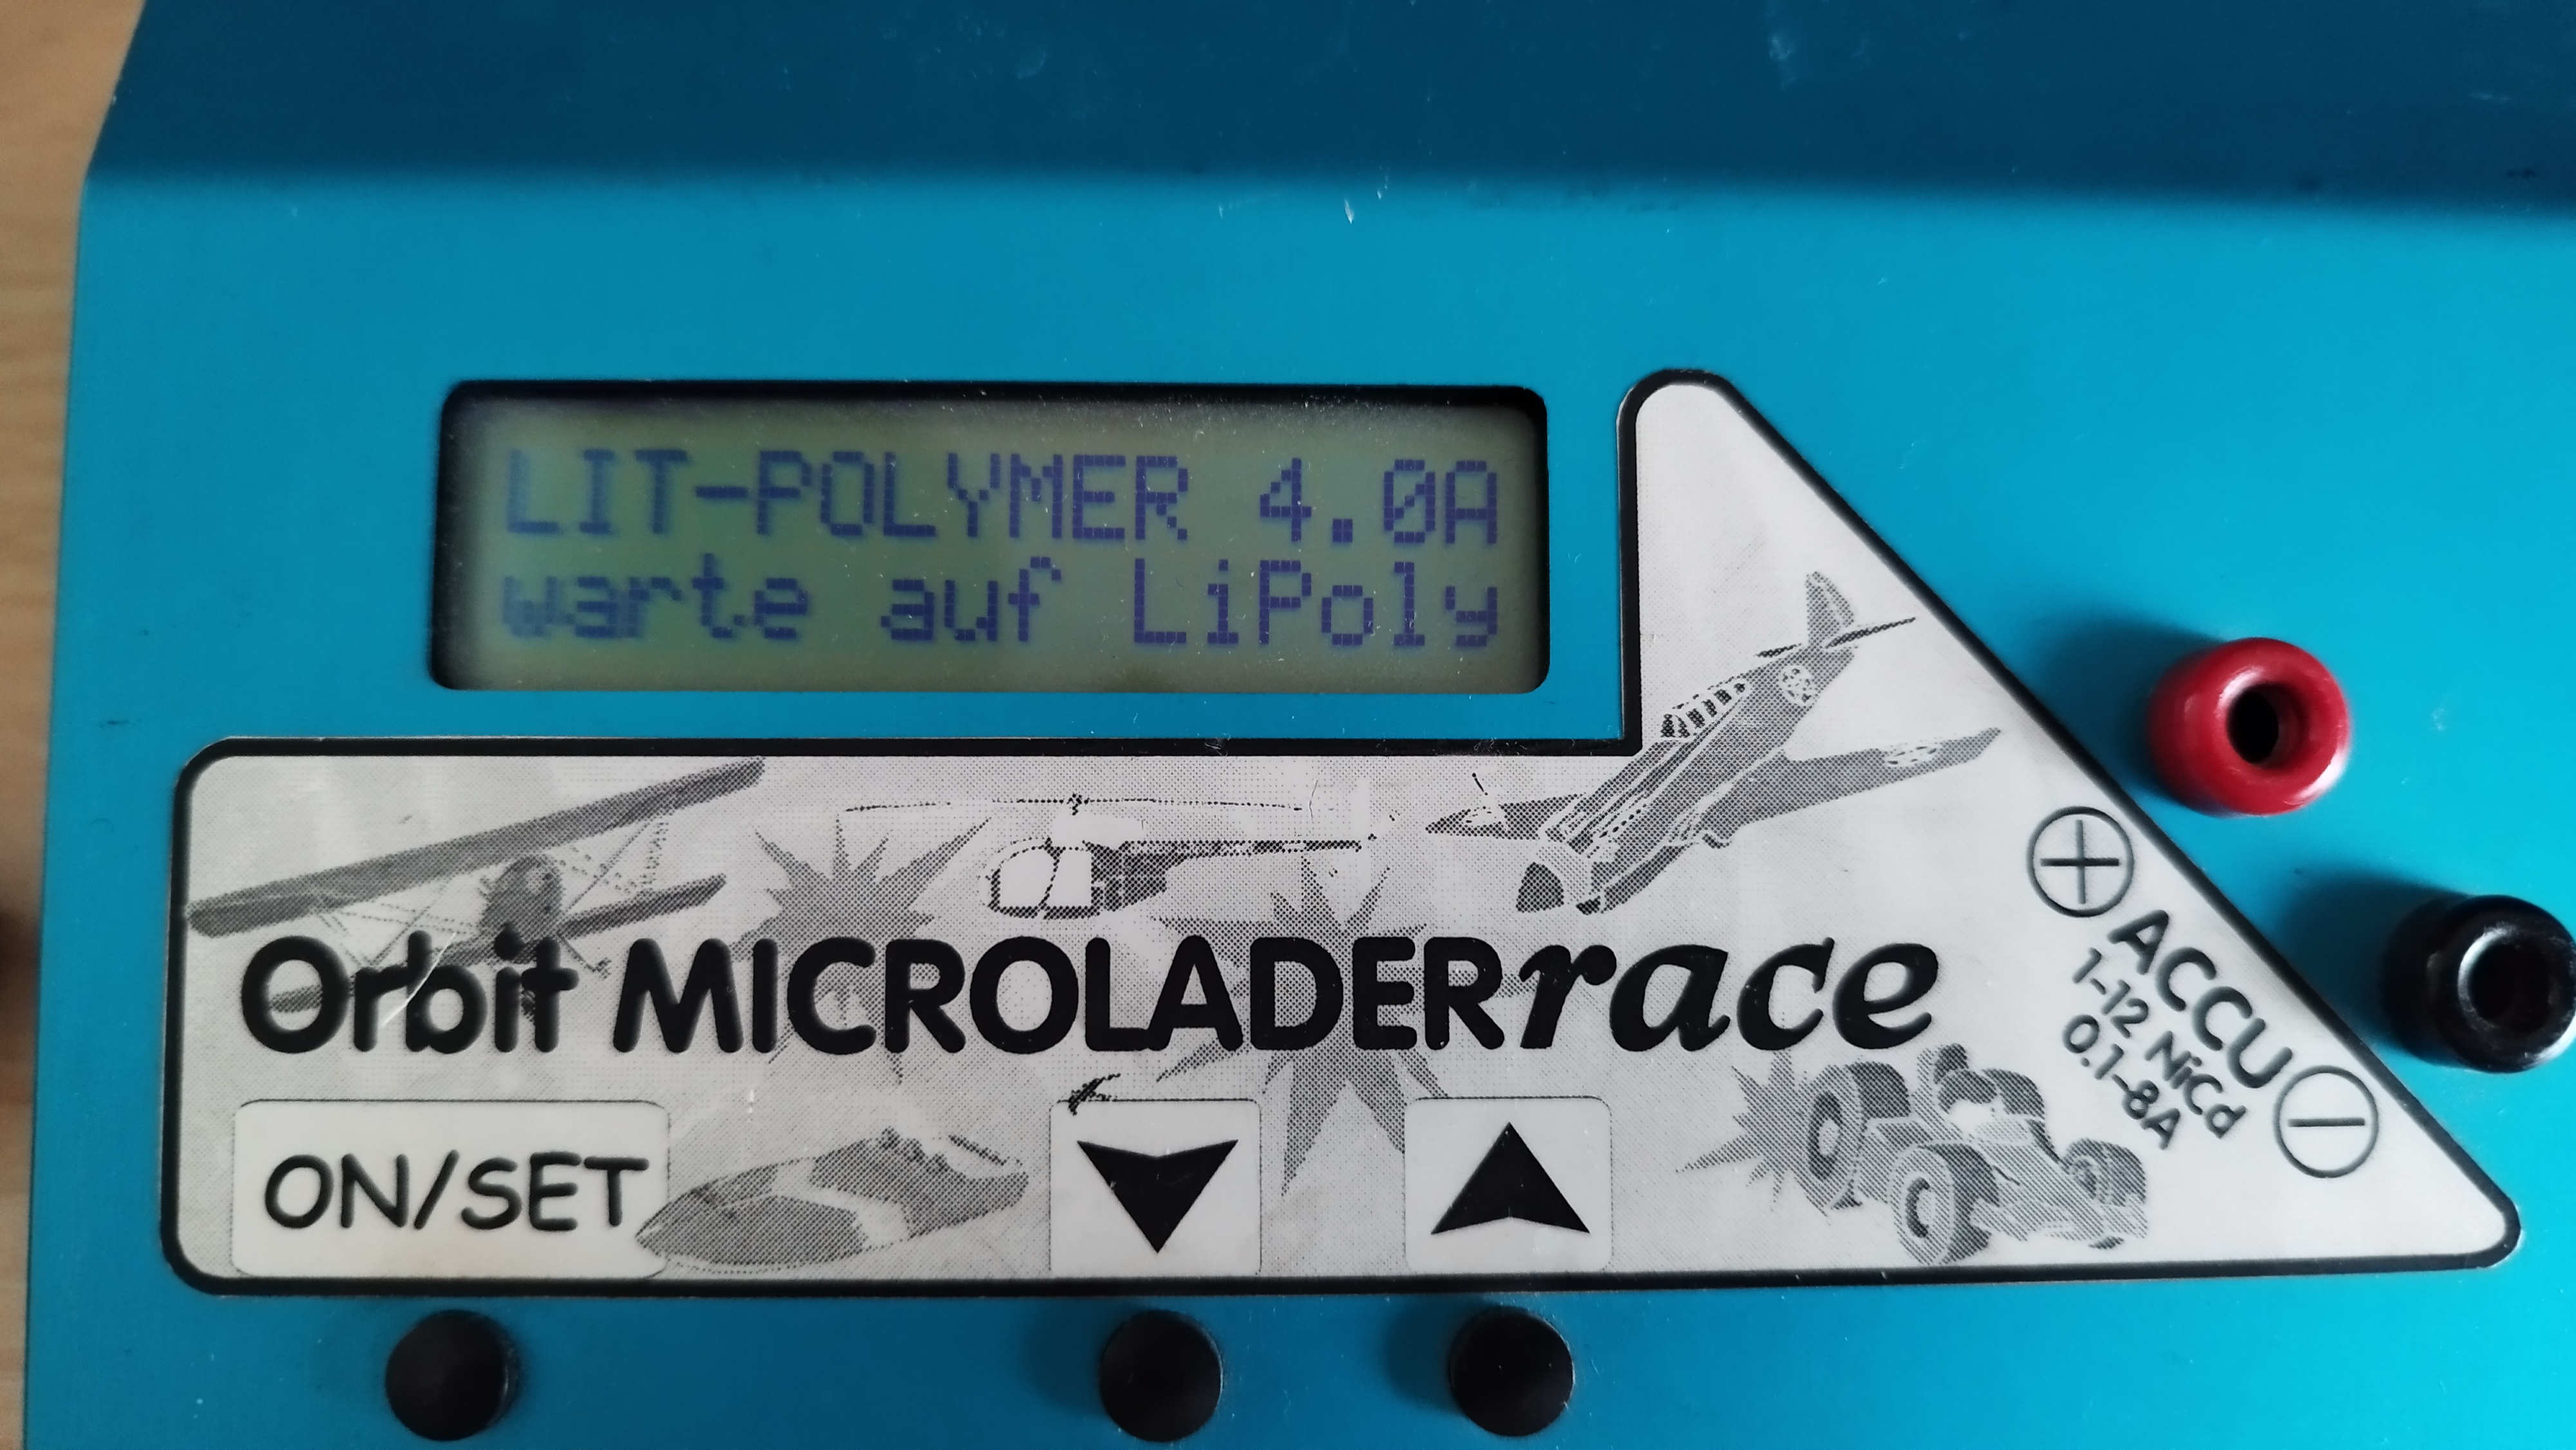 LIT-POLYMER 4.0A
warte auf LiPoly
Orbit MICROLADERrace
ACCU
1-12 NiCd
0.1-8A
ON/SET